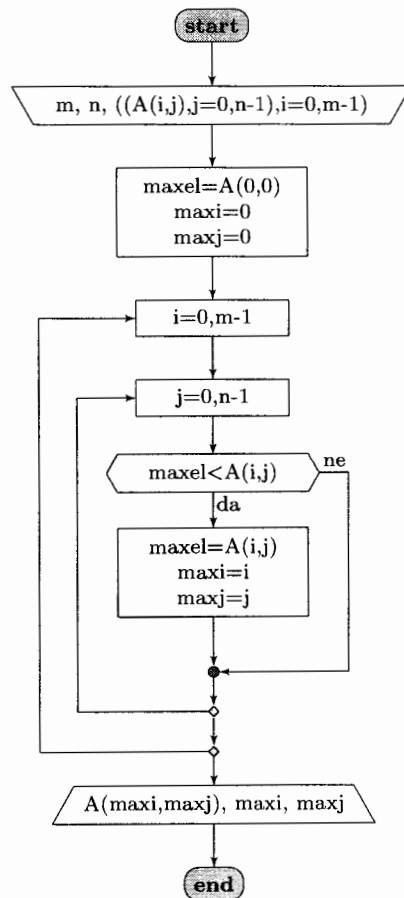 start
m, n, ((A(i,j),j=0,n-1),i=0,m-1)
maxel=A(0,0)
maxi=0
maxj=0
i=0,m-1
j=0,n-1
maxel<A(i,j)
ne
da
maxel=A(i,j)
maxi=i
maxj=j
A(maxi,maxj), maxi, maxj
end